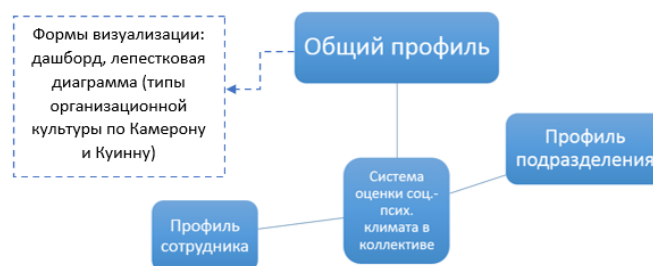 Формы визуализации:
дашборд, лепестковая
диаграмма (типы
организационной
культуры по Камерону
и Куинну)
Общий профиль
Профиль
подразделения
Система
оценки соц.-
псих.
климата в
коллективе
Профиль
сотрудника